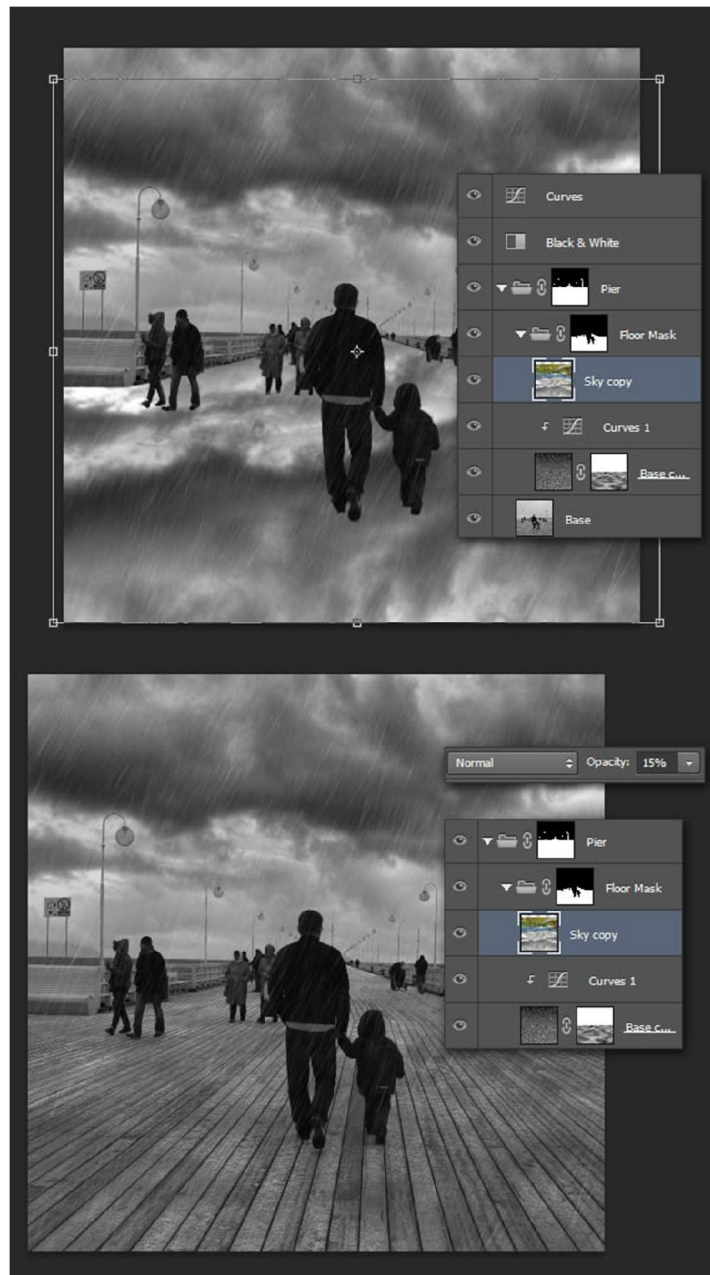 Curves
Black & White
Pier
Floor Mask
Sky copy
Curves 1
Base c...
Base
Normal Opacity: 15%
Pier
Floor Mask
Sky copy
Curves 1
Base c...